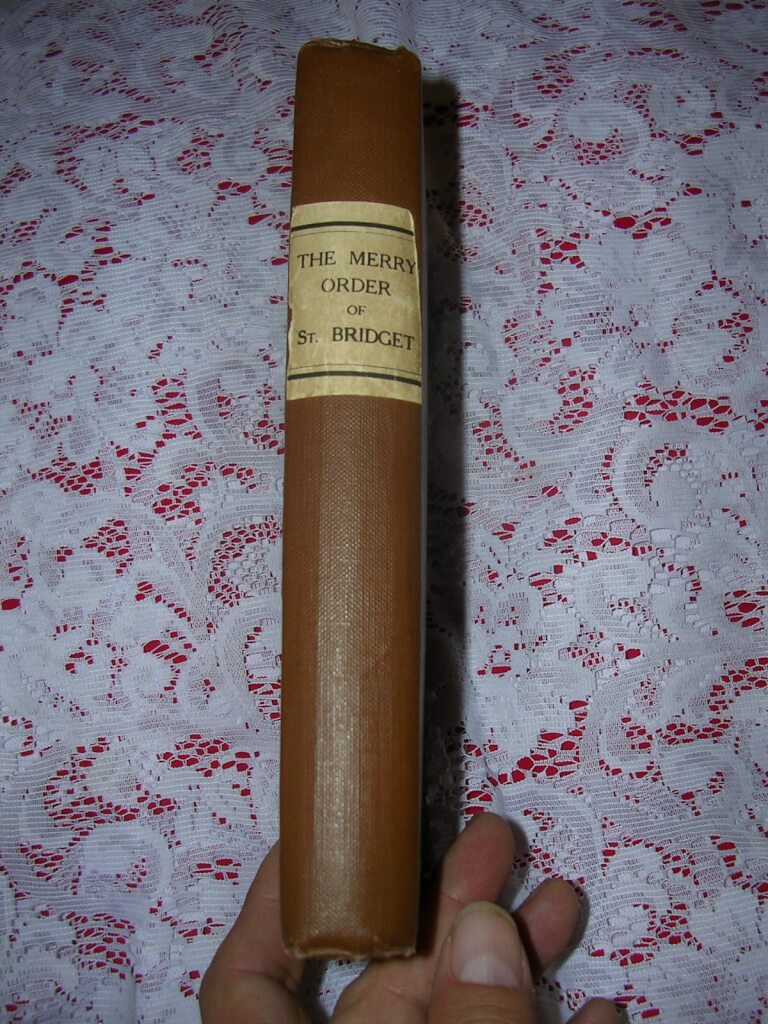 THE MERRY
ORDER
OF
ST. BRIDGET